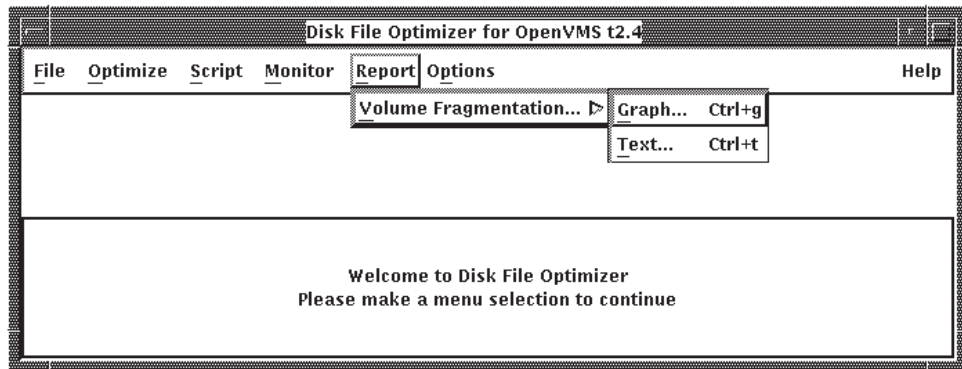 Disk File Optimizer for OpenVMS t2.4
File Optimize Script Monitor Report Options Help
Volume Fragmentation... Graph... Ctrl+g
Text... Ctrl+t
Welcome to Disk File Optimizer
Please make a menu selection to continue